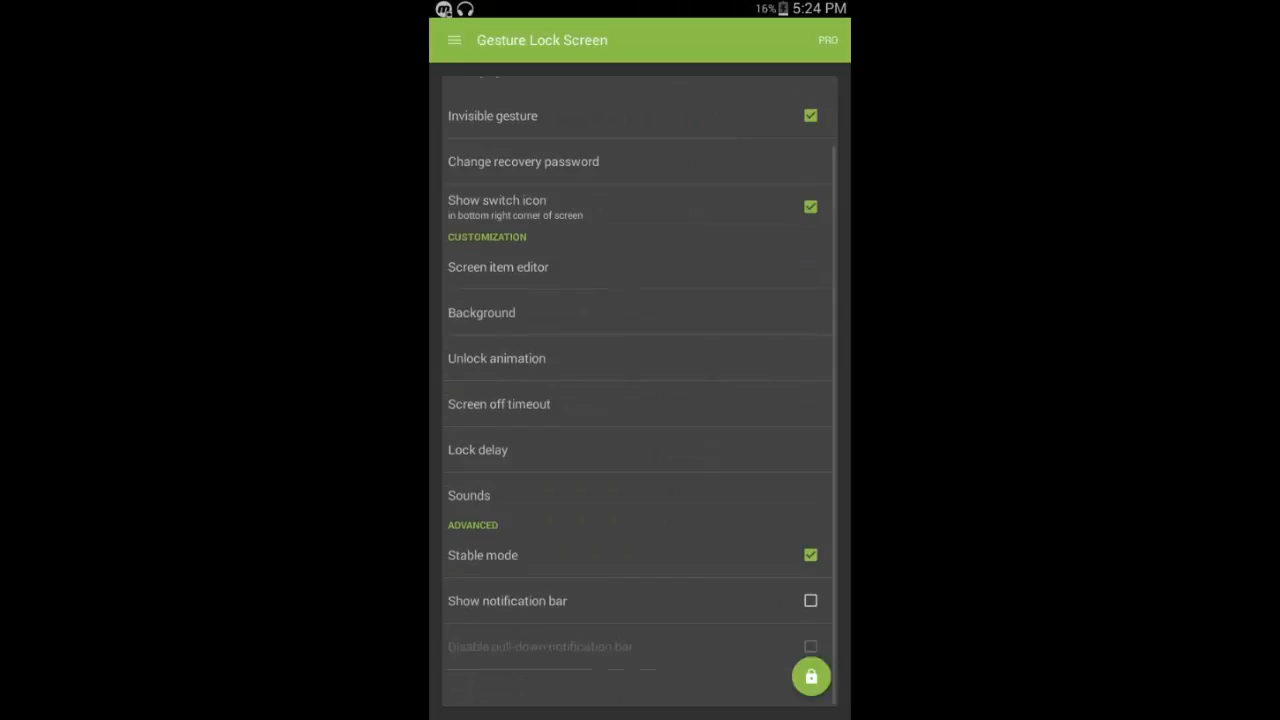 16% 5:24 PM
Gesture Lock Screen PRO
Invisible gesture
Change recovery password
Show switch icon
in bottom right corner of screen
CUSTOMIZATION
Screen item editor
Background
Unlock animation
Screen off timeout
Lock delay
Sounds
ADVANCED
Stable mode
Show notification bar
Disable pull-down notification bar